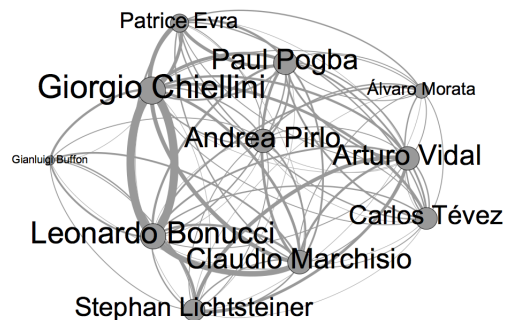 Patrice Evra
Paul Pogba
Giorgio Chiellini
Álvaro Morata
Andrea Pirlo
Arturo Vidal
Gianluigi Buffon
Carlos Tévez
Leonardo Bonucci
Claudio Marchisio
Stephan Lichtsteiner